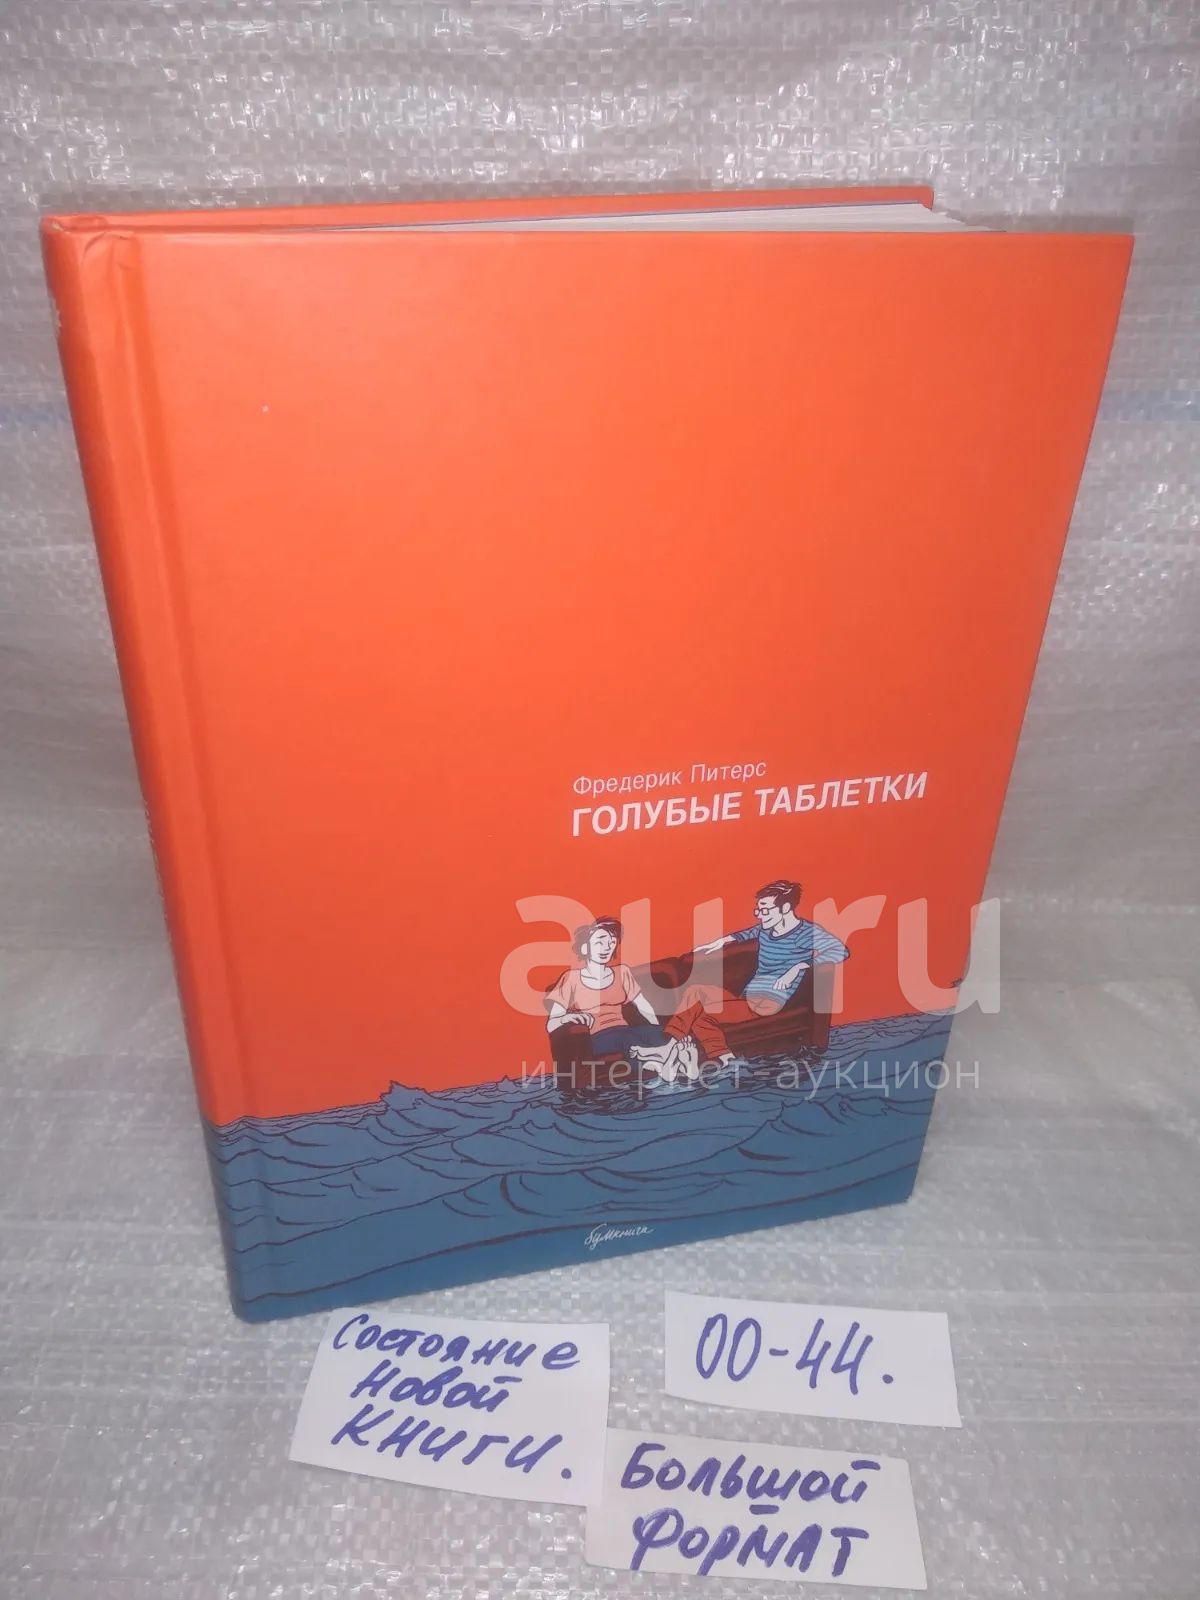 Фредерик Питерс
ГОЛУБЫЕ ТАБЛЕТКИ
au.ru
интернет-аукцион
бумкнига
Состояние
новой
книги.
00-44.
Большой
формат